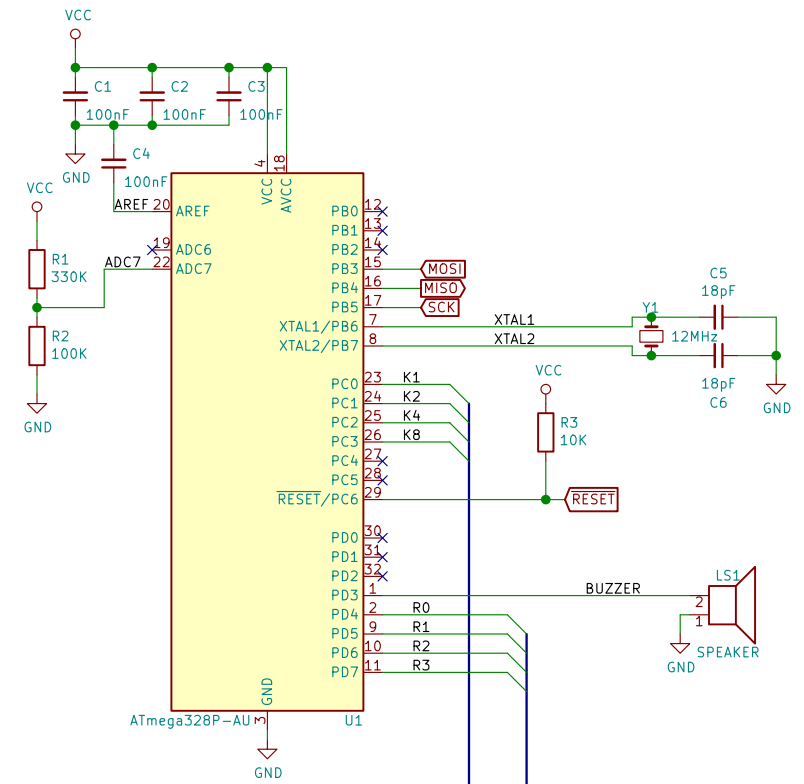 VCC
C1
100nF
C2
100nF
C3
100nF
GND
C4
100nF
VCC
R1
330K
R2
100K
GND
AREF
20
AREF
19
ADC6
ADC7
22
ADC7
4
VCC
18
AVCC
PB0
12
PB1
13
PB2
14
PB3
15
MOSI
PB4
16
MISO
PB5
17
SCK
XTAL1/PB6
7
XTAL1
XTAL2/PB7
8
XTAL2
Y1
12MHz
C5
18pF
18pF
C6
GND
PC0
23
K1
PC1
24
K2
PC2
25
K4
PC3
26
K8
PC4
27
PC5
28
RESET/PC6
29
VCC
R3
10K
RESET
PD0
30
PD1
31
PD2
32
PD3
1
BUZZER
LS1
2
1
SPEAKER
GND
PD4
2
R0
PD5
9
R1
PD6
10
R2
PD7
11
R3
GND
3
ATmega328P-AU
U1
GND